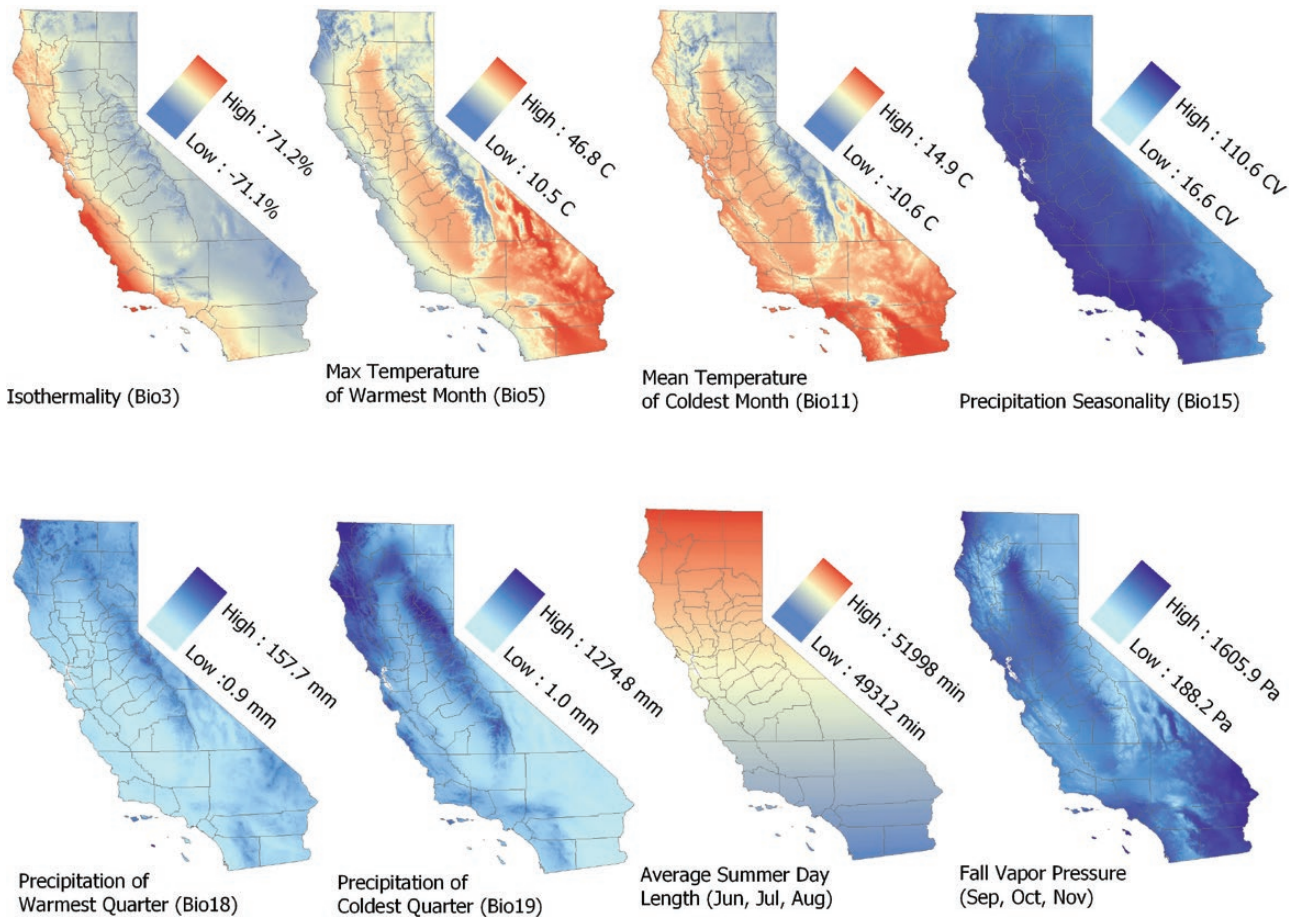 High : 71.2%
Low : -71.1%
Isothermality (Bio3)
High : 46.8 C
Low : 10.5 C
Max Temperature
of Warmest Month (Bio5)
High : 14.9 C
Low : -10.6 C
Mean Temperature
of Coldest Month (Bio11)
High : 110.6 CV
Low : 16.6 CV
Precipitation Seasonality (Bio15)
High : 157.7 mm
Low :0.9 mm
Precipitation of
Warmest Quarter (Bio18)
High : 1274.8 mm
Low : 1.0 mm
Precipitation of
Coldest Quarter (Bio19)
High : 51998 min
Low : 49312 min
Average Summer Day
Length (Jun, Jul, Aug)
High : 1605.9 Pa
Low : 188.2 Pa
Fall Vapor Pressure
(Sep, Oct, Nov)